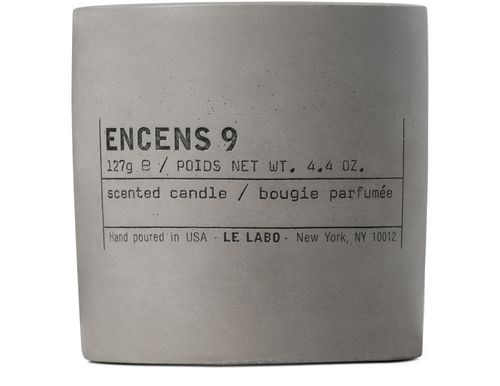 ENCENS 9
127g ℮ / POIDS NET WT. 4.4 OZ.
scented candle / bougie parfumée
Hand poured in USA - LE LABO - New York, NY 10012